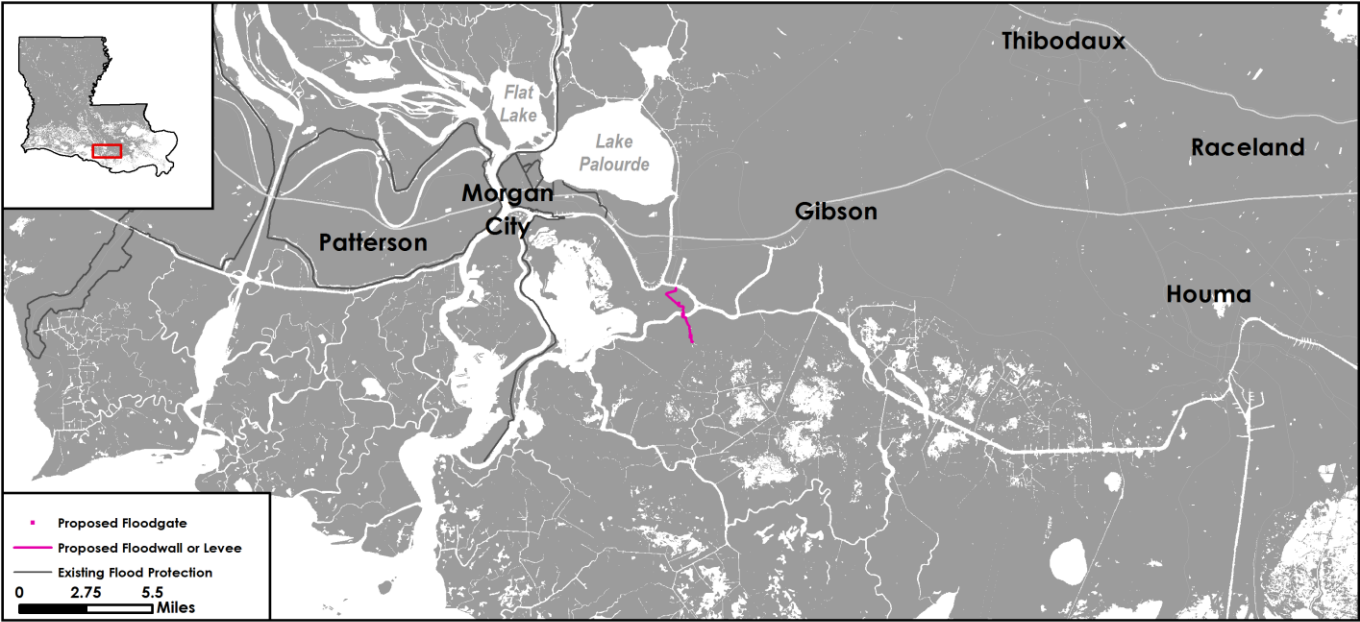 Thibodaux
Flat
Lake
Lake
Palourde
Raceland
Morgan
City
Gibson
Patterson
Houma
Proposed Floodgate
Proposed Floodwall or Levee
Existing Flood Protection
0 2.75 5.5
Miles